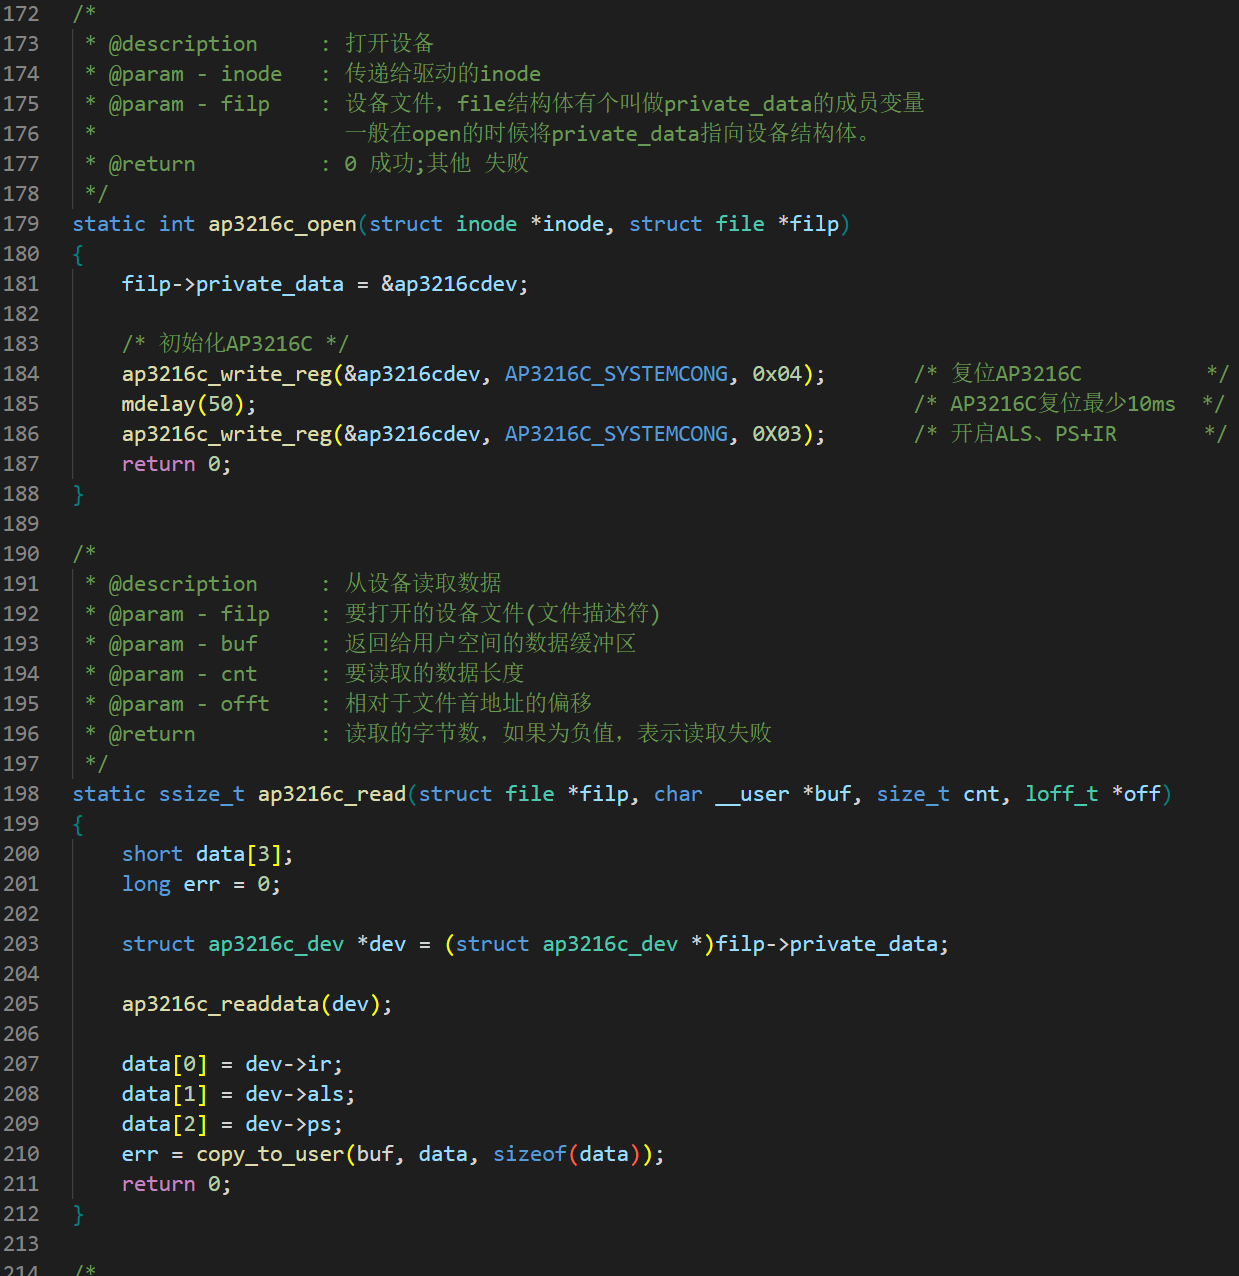 172 /*
173  * @description     : 打开设备
174  * @param - inode   : 传递给驱动的inode
175  * @param - filp    : 设备文件，file结构体有个叫做private_data的成员变量
176  *                    一般在open的时候将private_data指向设备结构体。
177  * @return          : 0 成功;其他 失败
178  */
179 static int ap3216c_open(struct inode *inode, struct file *filp)
180 {
181     filp->private_data = &ap3216cdev;
182
183     /* 初始化AP3216C */
184     ap3216c_write_reg(&ap3216cdev, AP3216C_SYSTEMCONG, 0x04);       /* 复位AP3216C          */
185     mdelay(50);                                                     /* AP3216C复位最少10ms  */
186     ap3216c_write_reg(&ap3216cdev, AP3216C_SYSTEMCONG, 0X03);       /* 开启ALS、PS+IR       */
187     return 0;
188 }
189
190 /*
191  * @description     : 从设备读取数据
192  * @param - filp    : 要打开的设备文件(文件描述符)
193  * @param - buf     : 返回给用户空间的数据缓冲区
194  * @param - cnt     : 要读取的数据长度
195  * @param - offt    : 相对于文件首地址的偏移
196  * @return          : 读取的字节数，如果为负值，表示读取失败
197  */
198 static ssize_t ap3216c_read(struct file *filp, char __user *buf, size_t cnt, loff_t *off)
199 {
200     short data[3];
201     long err = 0;
202
203     struct ap3216c_dev *dev = (struct ap3216c_dev *)filp->private_data;
204
205     ap3216c_readdata(dev);
206
207     data[0] = dev->ir;
208     data[1] = dev->als;
209     data[2] = dev->ps;
210     err = copy_to_user(buf, data, sizeof(data));
211     return 0;
212 }
213
214 /*